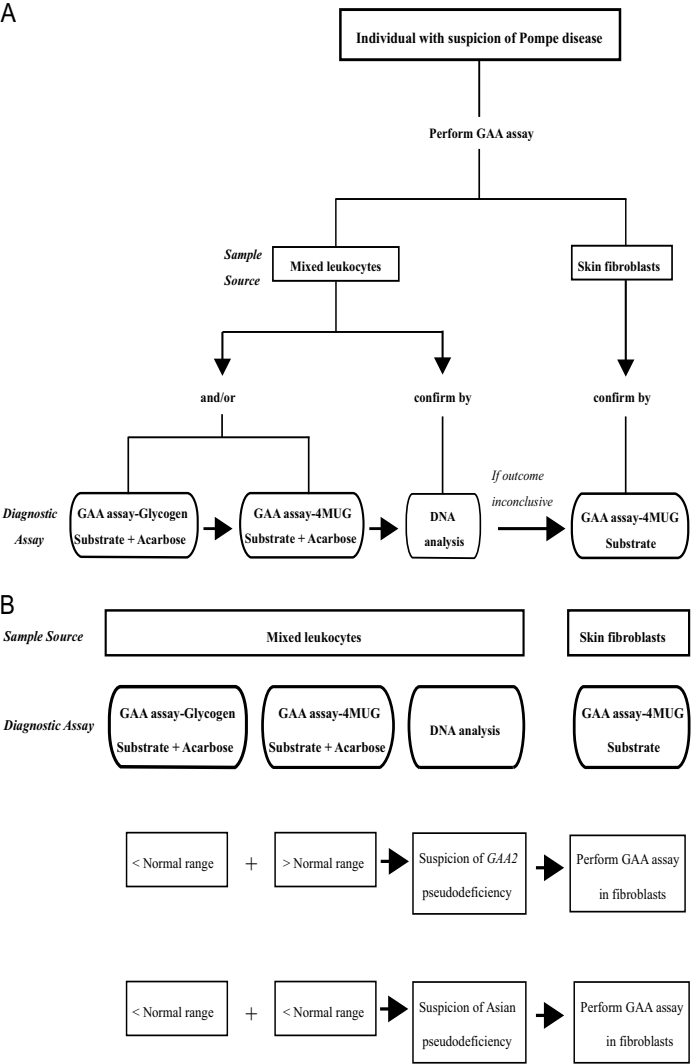 A
Individual with suspicion of Pompe disease
Perform GAA assay
Sample
Source
Mixed leukocytes
Skin fibroblasts
and/or
confirm by
confirm by
If outcome
inconclusive
Diagnostic
Assay
GAA assay-Glycogen
Substrate + Acarbose
GAA assay-4MUG
Substrate + Acarbose
DNA
analysis
GAA assay-4MUG
Substrate
B
Sample Source
Mixed leukocytes
Skin fibroblasts
Diagnostic Assay
GAA assay-Glycogen
Substrate + Acarbose
GAA assay-4MUG
Substrate + Acarbose
DNA analysis
GAA assay-4MUG
Substrate
< Normal range
+
> Normal range
Suspicion of GAA2
pseudodeficiency
Perform GAA assay
in fibroblasts
< Normal range
+
< Normal range
Suspicion of Asian
pseudodeficiency
Perform GAA assay
in fibroblasts